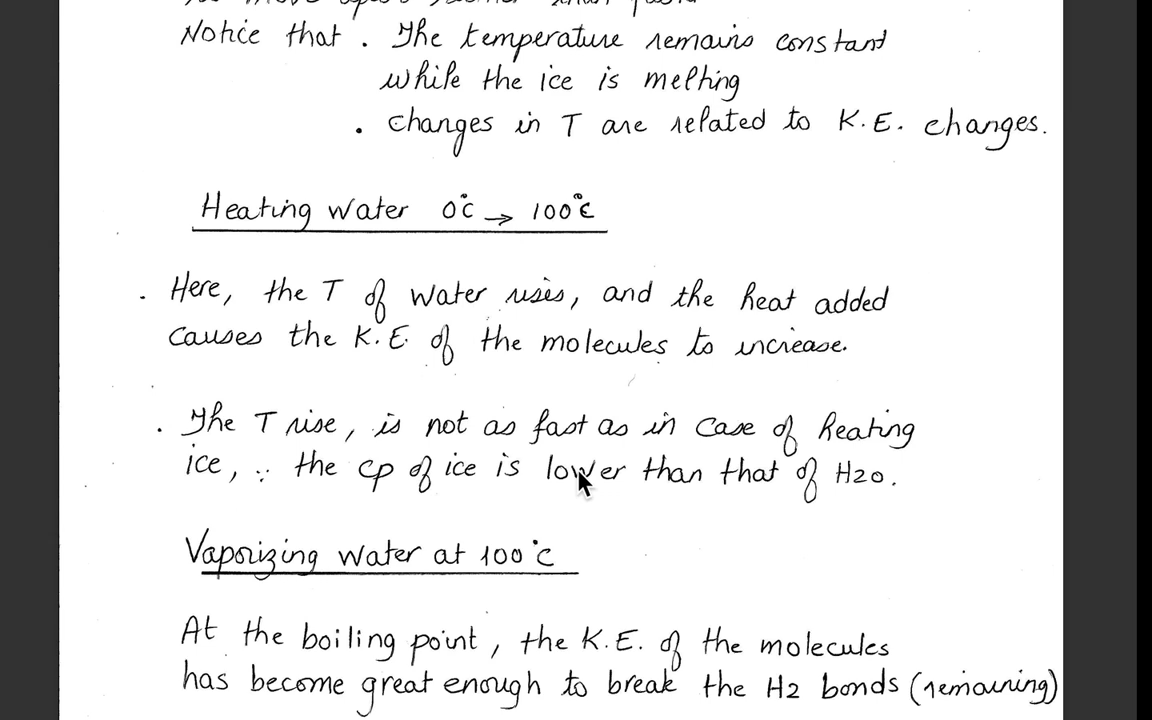 Notice that . The temperature remains constant
while the ice is melting
. changes in T are related to K.E. changes.
Heating Water 0°C → 100°C
. Here, the T of Water rises, and the heat added
causes the K.E. of the molecules to increase.
. The T rise, is not as fast as in case of heating
ice, ∵ the cp of ice is lower than that of H2O.
Vaporizing Water at 100°C
At the boiling point, the K.E. of the molecules
has become great enough to break the H2 bonds (remaining)